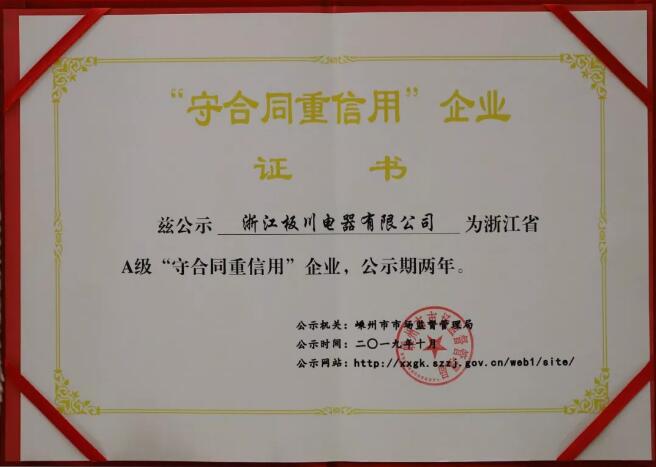 “守合同重信用”企业
证 书
兹公示 浙江板川电器有限公司 为浙江省
A级“守合同重信用”企业，公示期两年。
公示机关：嵊州市市场监督管理局
公示时间：二〇一九年十月
公示网站：http://xxgk.szzj.gov.cn/web1/site/